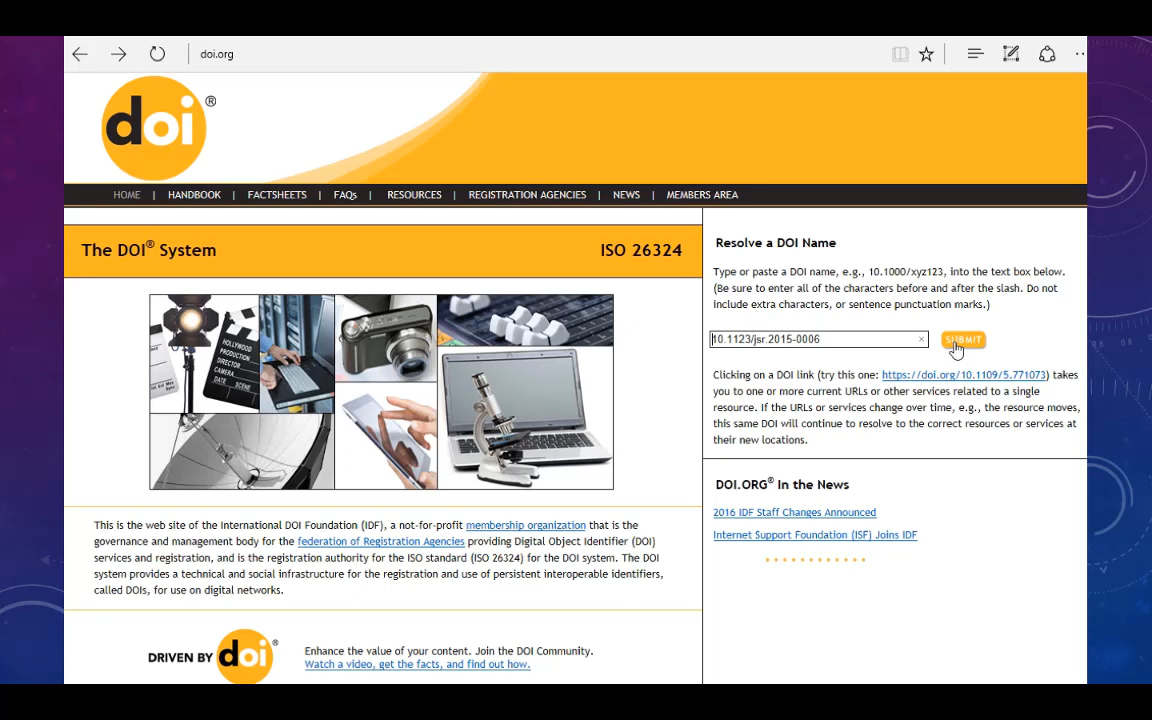 doi.org
doi®
HOME | HANDBOOK | FACTSHEETS | FAQs | RESOURCES | REGISTRATION AGENCIES | NEWS | MEMBERS AREA
The DOI® System ISO 26324
HOLLYWOOD
PRODUCTION
DIRECTOR
CAMERA
DATE SCENE
This is the web site of the International DOI Foundation (IDF), a not-for-profit membership organization that is the
governance and management body for the federation of Registration Agencies providing Digital Object Identifier (DOI)
services and registration, and is the registration authority for the ISO standard (ISO 26324) for the DOI system. The DOI
system provides a technical and social infrastructure for the registration and use of persistent interoperable identifiers,
called DOIs, for use on digital networks.
DRIVEN BY doi®
Enhance the value of your content. Join the DOI Community.
Watch a video, get the facts, and find out how.
Resolve a DOI Name
Type or paste a DOI name, e.g., 10.1000/xyz123, into the text box below.
(Be sure to enter all of the characters before and after the slash. Do not
include extra characters, or sentence punctuation marks.)
10.1123/jsr.2015-0006 × SUBMIT
Clicking on a DOI link (try this one: https://doi.org/10.1109/5.771073) takes
you to one or more current URLs or other services related to a single
resource. If the URLs or services change over time, e.g., the resource moves,
this same DOI will continue to resolve to the correct resources or services at
their new locations.
DOI.ORG® In the News
2016 IDF Staff Changes Announced
Internet Support Foundation (ISF) Joins IDF